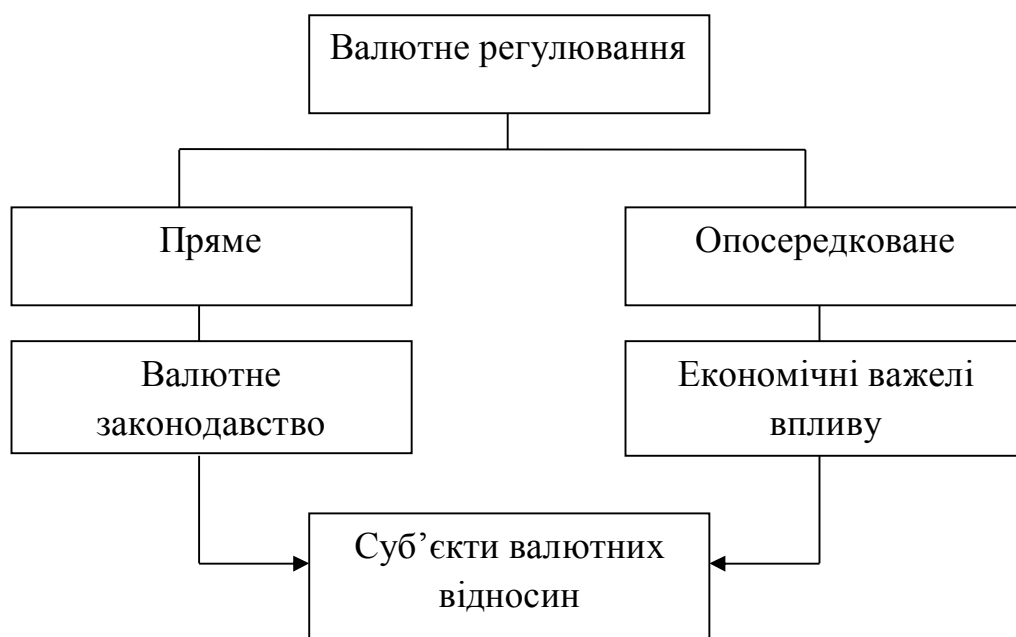 Валютне регулювання
Пряме
Опосередковане
Валютне
законодавство
Економічні важелі
впливу
Суб’єкти валютних
відносин